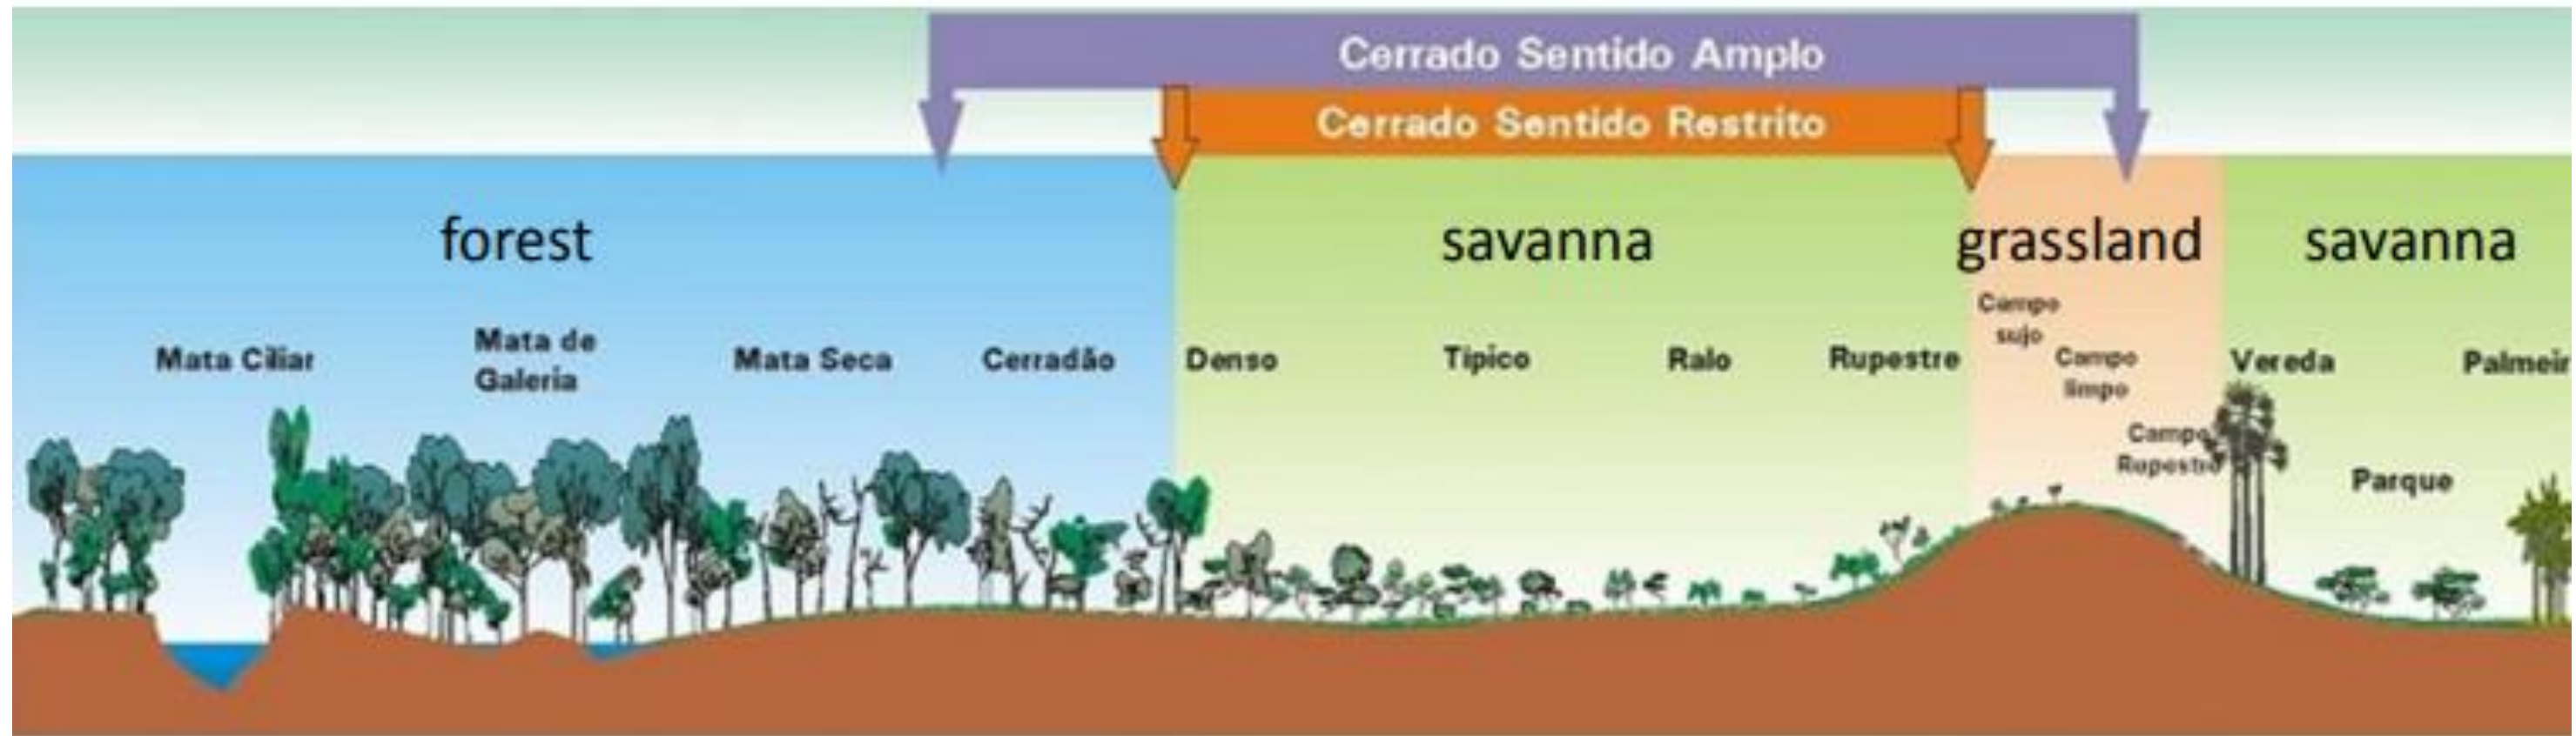 Cerrado Sentido Amplo
Cerrado Sentido Restrito
forest
savanna
grassland
savanna
Mata Ciliar
Mata de
Galeria
Mata Seca
Cerradão
Denso
Típico
Ralo
Rupestre
Campo
sujo
Campo
limpo
Campo
Rupestre
Vereda
Parque
Palmeir